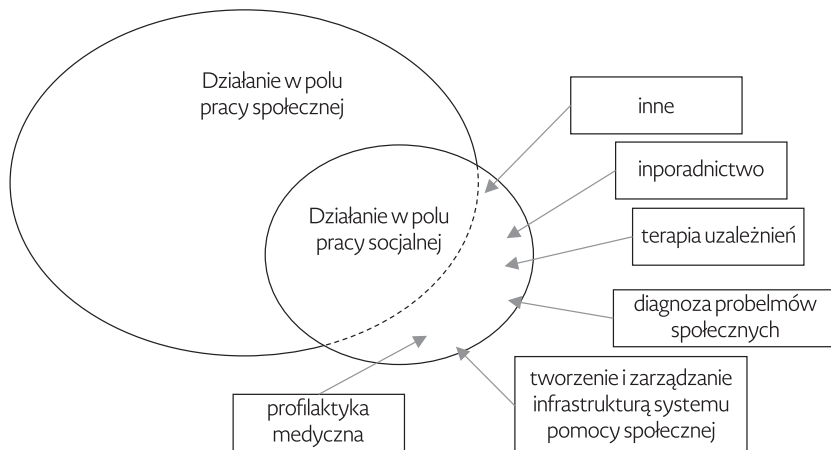 Działanie w polu
pracy społecznej
inne
inporadnictwo
Działanie w polu
pracy socjalnej
terapia uzależnień
diagnoza probelmów
społecznych
tworzenie i zarządzanie
infrastrukturą systemu
pomocy społecznej
profilaktyka
medyczna